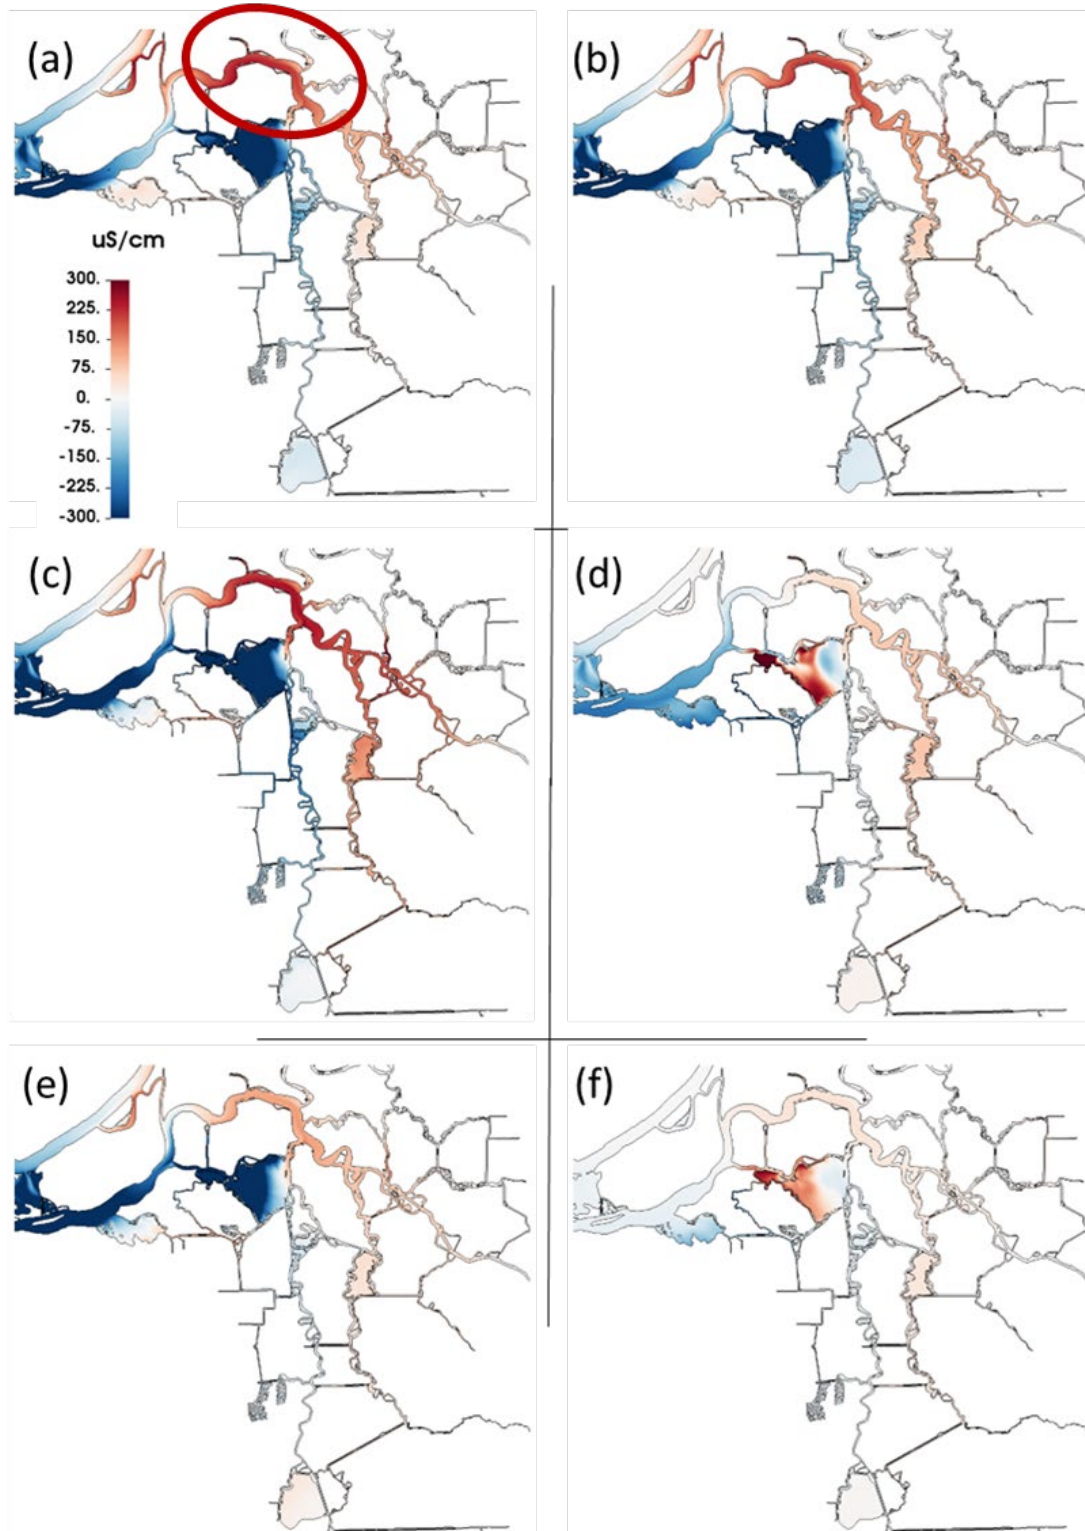 (a)
(b)
uS/cm
300.
225.
150.
75.
0.
-75.
-150.
-225.
-300.
(c)
(d)
(e)
(f)